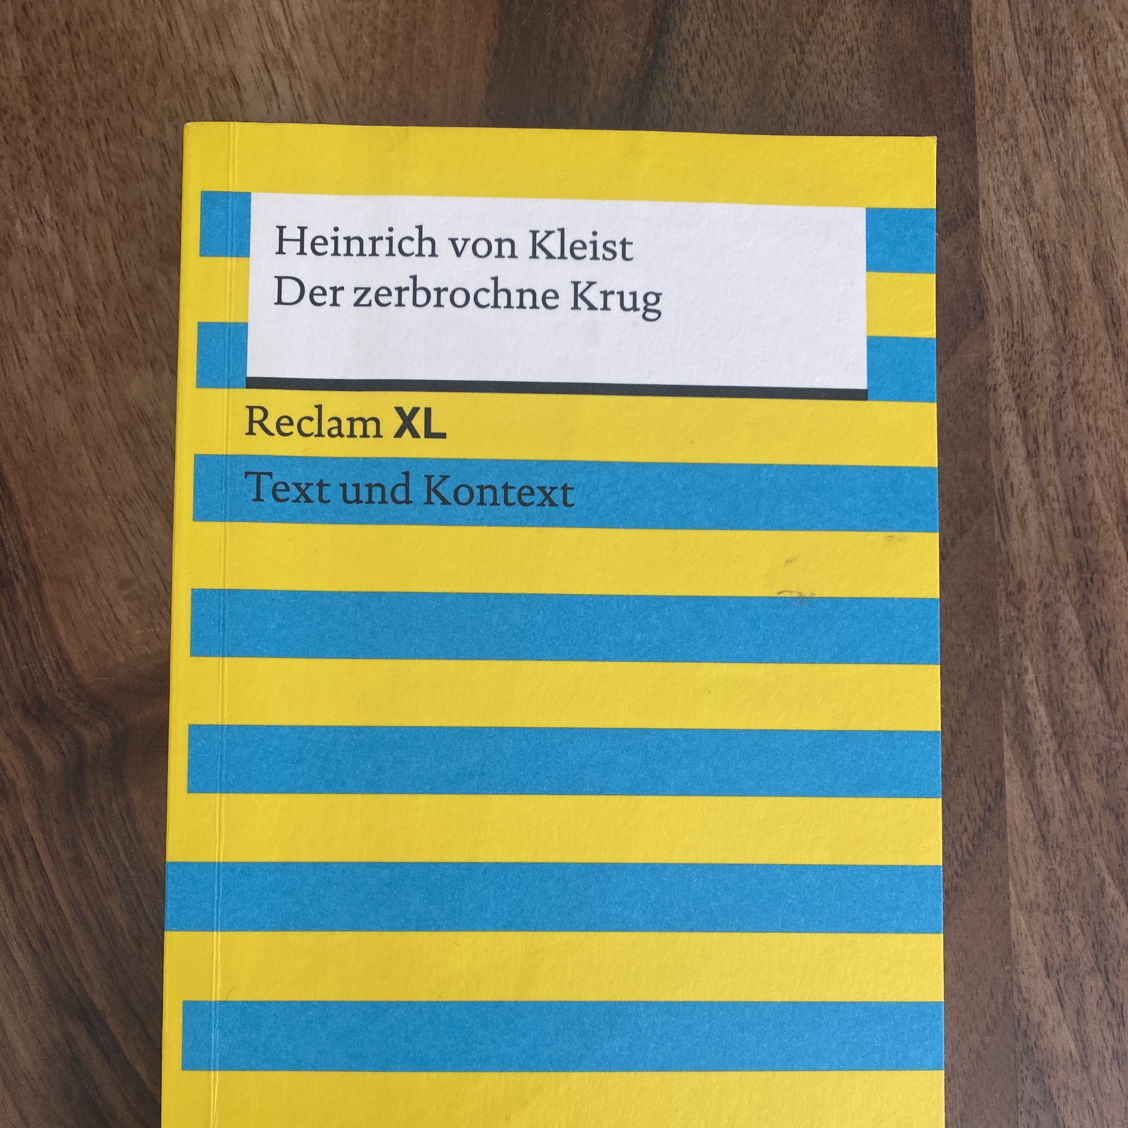 Heinrich von Kleist
Der zerbrochne Krug
Reclam XL
Text und Kontext